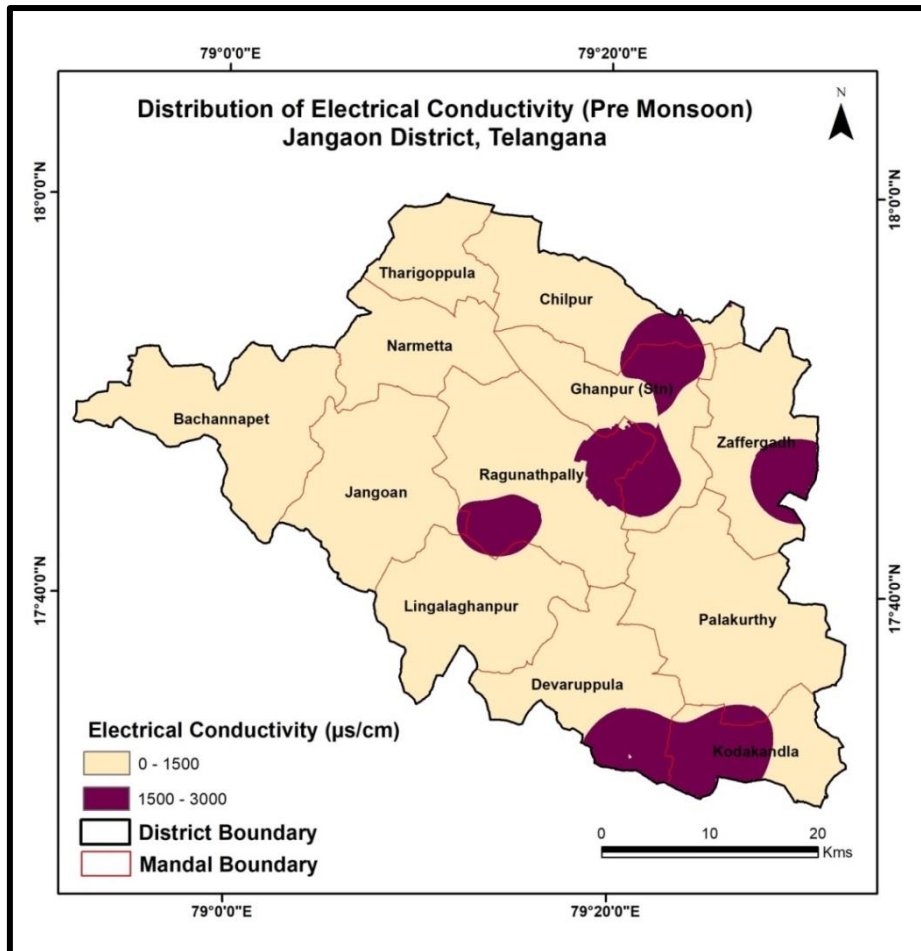 79°0'0"E
79°20'0"E
Distribution of Electrical Conductivity (Pre Monsoon)
Jangaon District, Telangana
N
18°0'0"N
18°0'0"N
Tharigoppula
Chilpur
Narmetta
Ghanpur (Stn)
Bachannapet
Zaffergadh
Ragunathpally
Jangoan
17°40'0"N
17°40'0"N
Lingalaghanpur
Palakurthy
Devaruppula
Kodakandla
Electrical Conductivity (µs/cm)
0 - 1500
1500 - 3000
District Boundary
Mandal Boundary
0 10 20
Kms
79°0'0"E
79°20'0"E